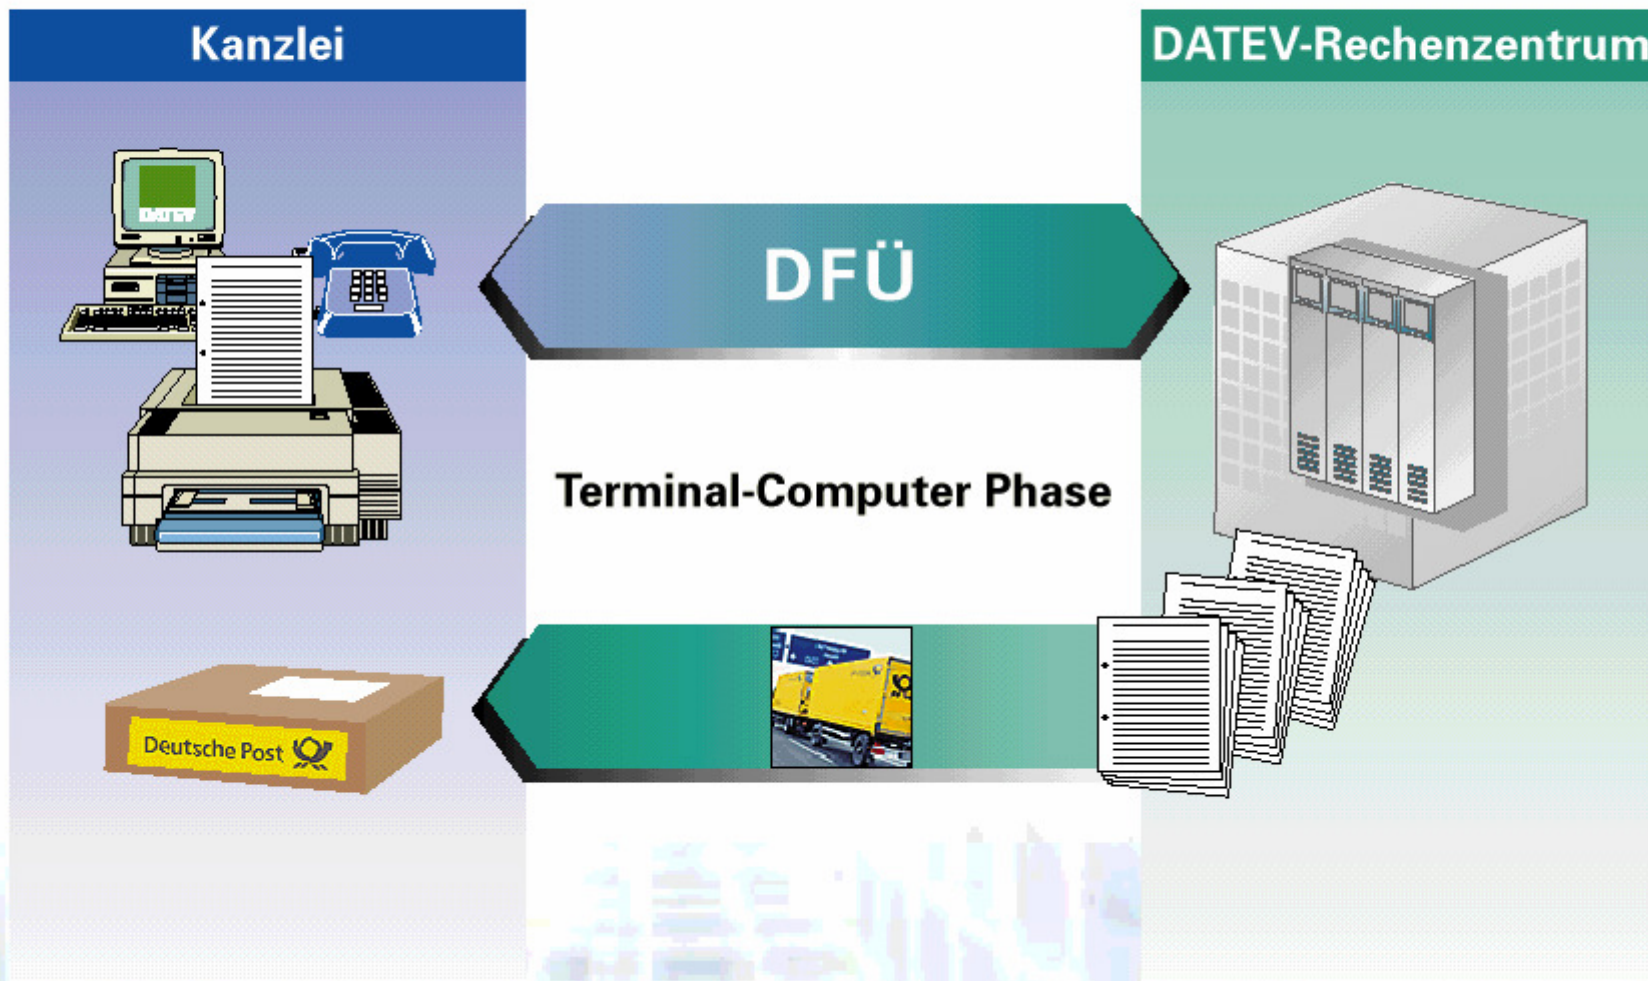 Kanzlei
DATEV-Rechenzentrum
DATEV
DFÜ
Terminal-Computer Phase
Deutsche Post